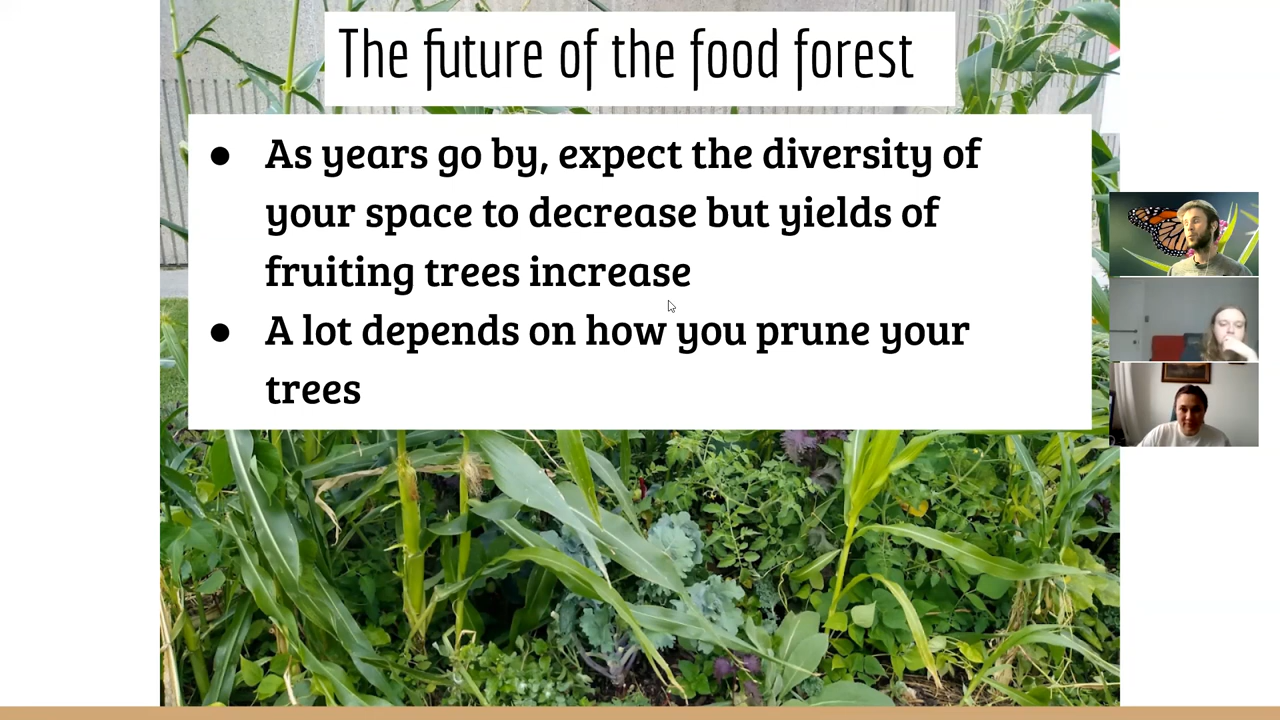 The future of the food forest
● As years go by, expect the diversity of
your space to decrease but yields of
fruiting trees increase
● A lot depends on how you prune your
trees